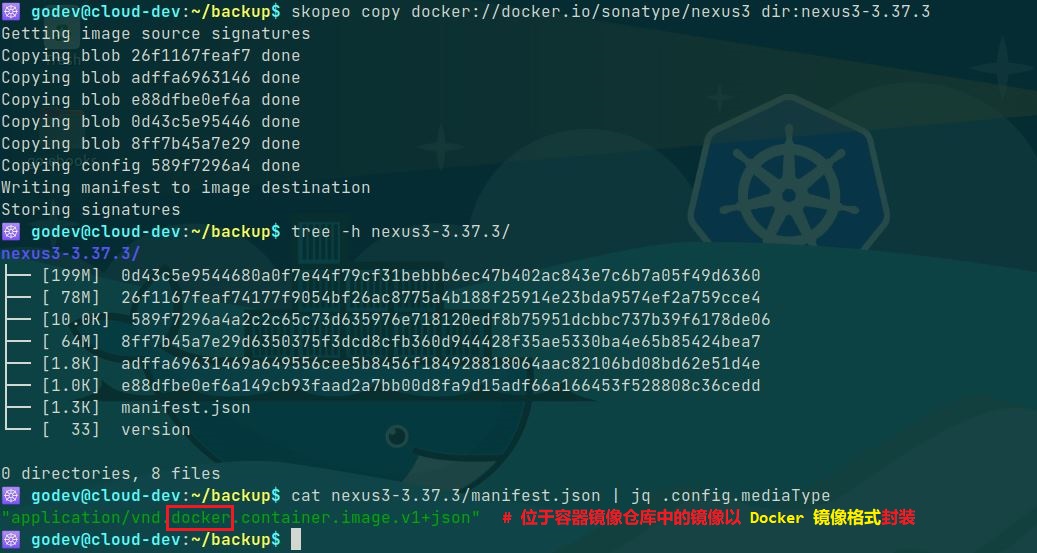 godev@cloud-dev:~/backup$ skopeo copy docker://docker.io/sonatype/nexus3 dir:nexus3-3.37.3
Getting image source signatures
Copying blob 26f1167feaf7 done
Copying blob adffa6963146 done
Copying blob e88dfbe0ef6a done
Copying blob 0d43c5e95446 done
Copying blob 8ff7b45a7e29 done
Copying config 589f7296a4 done
Writing manifest to image destination
Storing signatures
godev@cloud-dev:~/backup$ tree -h nexus3-3.37.3/
nexus3-3.37.3/
├── [199M]  0d43c5e9544680a0f7e44f79cf31bebbb6ec47b402ac843e7c6b7a05f49d6360
├── [ 78M]  26f1167feaf74177f9054bf26ac8775a4b188f25914e23bda9574ef2a759cce4
├── [10.0K]  589f7296a4a2c2c65c73d635976e718120edf8b75951dcbbc737b39f6178de06
├── [ 64M]  8ff7b45a7e29d6350375f3dcd8cfb360d944428f35ae5330ba4e65b85424bea7
├── [1.8K]  adffa69631469a649556cee5b8456f184928818064aac82106bd08bd62e51d4e
├── [1.0K]  e88dfbe0ef6a149cb93faad2a7bb00d8fa9d15adf66a166453f528808c36cedd
├── [1.3K]  manifest.json
└── [  33]  version
0 directories, 8 files
godev@cloud-dev:~/backup$ cat nexus3-3.37.3/manifest.json | jq .config.mediaType
"application/vnd.docker.container.image.v1+json"  # 位于容器镜像仓库中的镜像以 Docker 镜像格式封装
godev@cloud-dev:~/backup$